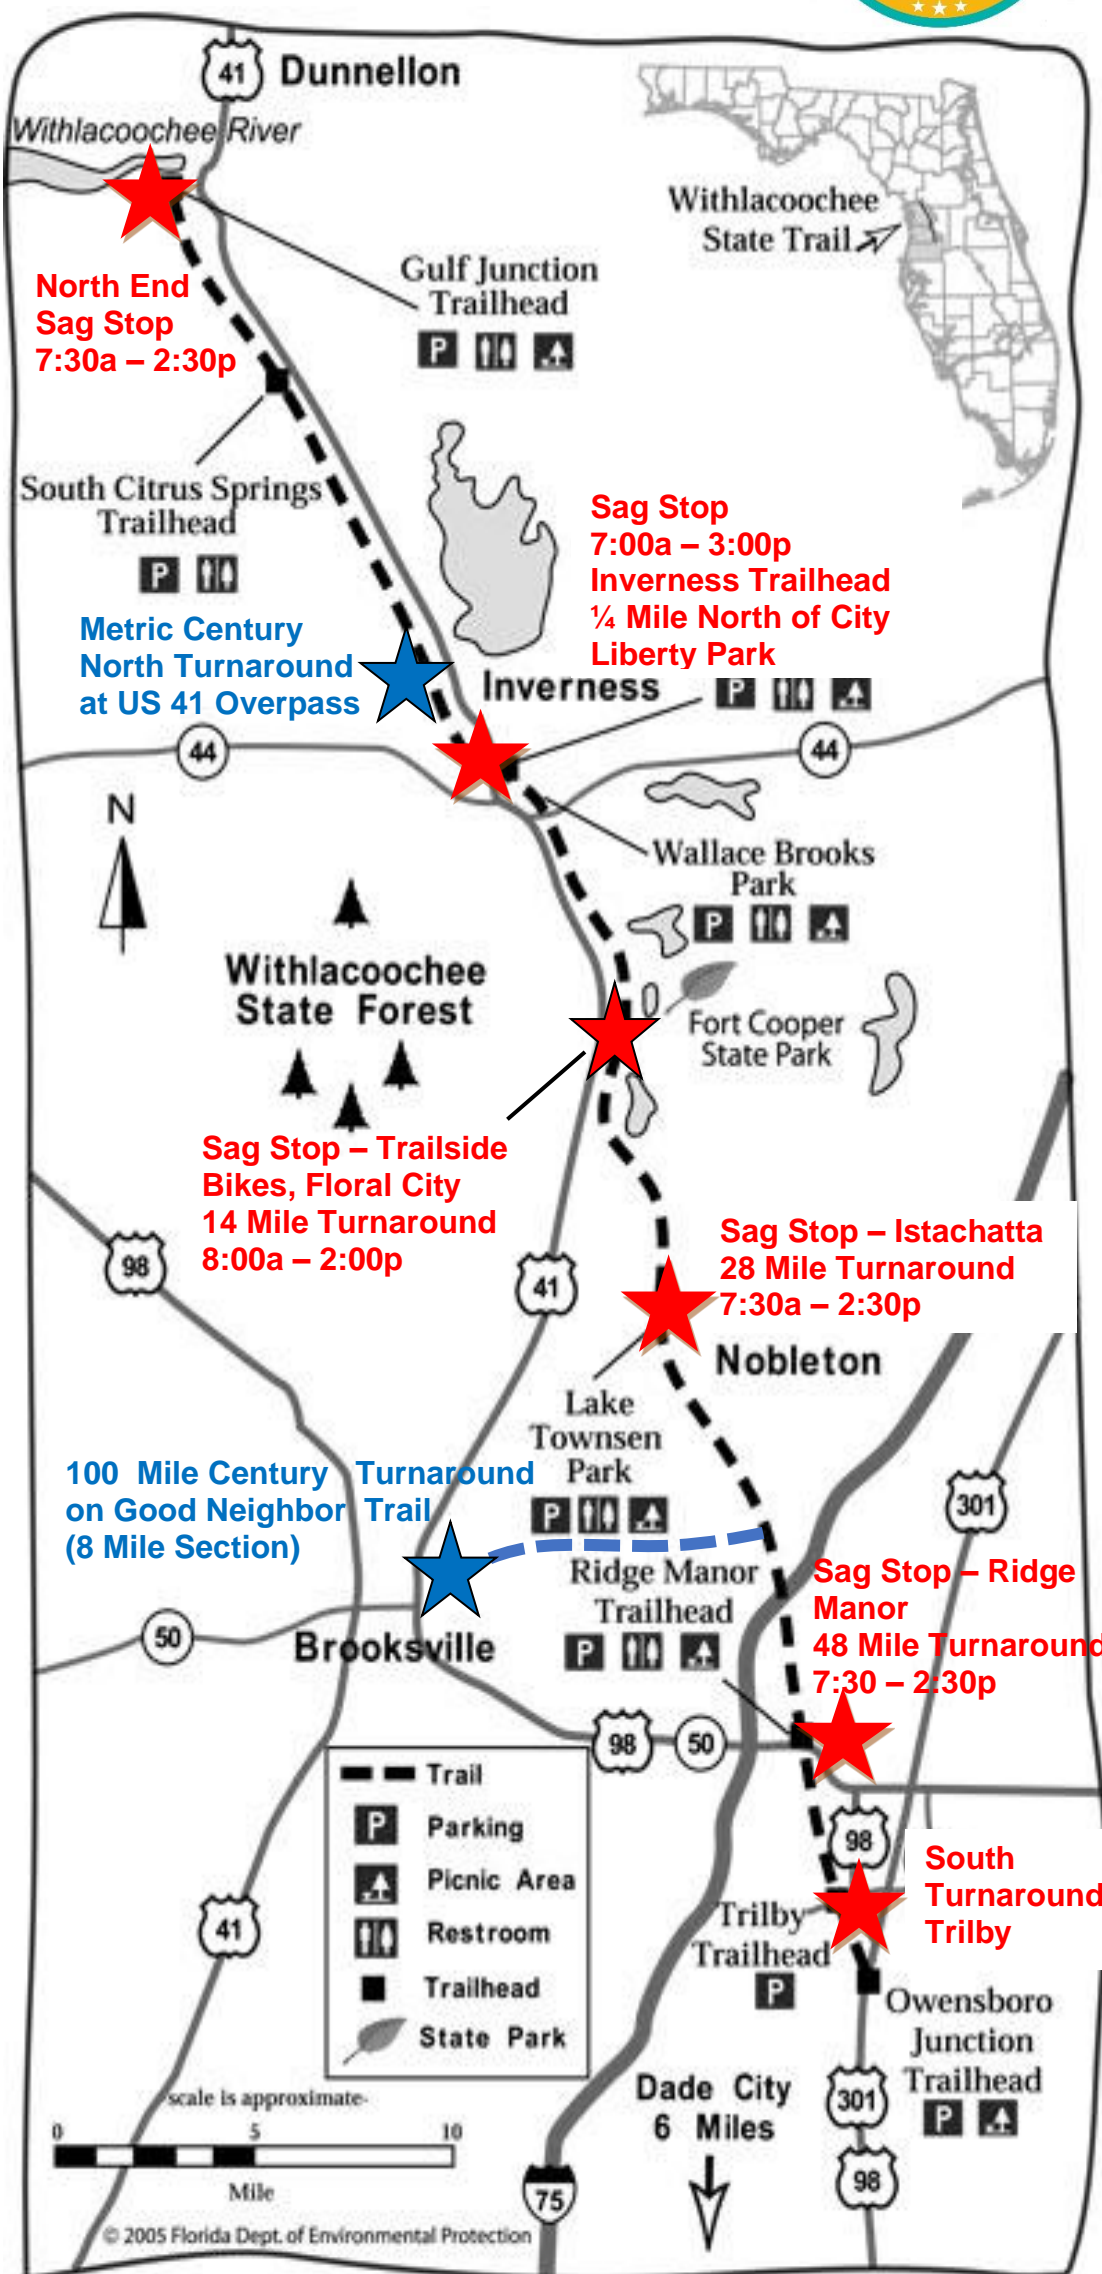 41 Dunnellon
Withlacoochee River
Withlacoochee
State Trail
North End
Sag Stop
7:30a – 2:30p
Gulf Junction
Trailhead
P
South Citrus Springs
Trailhead
P
Sag Stop
7:00a – 3:00p
Inverness Trailhead
¼ Mile North of City
Liberty Park
Metric Century
North Turnaround
at US 41 Overpass
Inverness
P
44
44
N
Wallace Brooks
Park
P
Withlacoochee
State Forest
Fort Cooper
State Park
Sag Stop – Trailside
Bikes, Floral City
14 Mile Turnaround
8:00a – 2:00p
Sag Stop – Istachatta
28 Mile Turnaround
7:30a – 2:30p
98
41
Nobleton
Lake
Townsen
Park
P
100 Mile Century Turnaround
on Good Neighbor Trail
(8 Mile Section)
301
Ridge Manor
Trailhead
P
Sag Stop – Ridge
Manor
48 Mile Turnaround
7:30 – 2:30p
50
Brooksville
98
50
Trail
P Parking
Picnic Area
Restroom
Trailhead
State Park
98
South
Turnaround
Trilby
41
Trilby
Trailhead
P
Owensboro
Junction
Trailhead
P
Dade City
6 Miles
301
98
75
scale is approximate-
0 5 10
Mile
© 2005 Florida Dept. of Environmental Protection